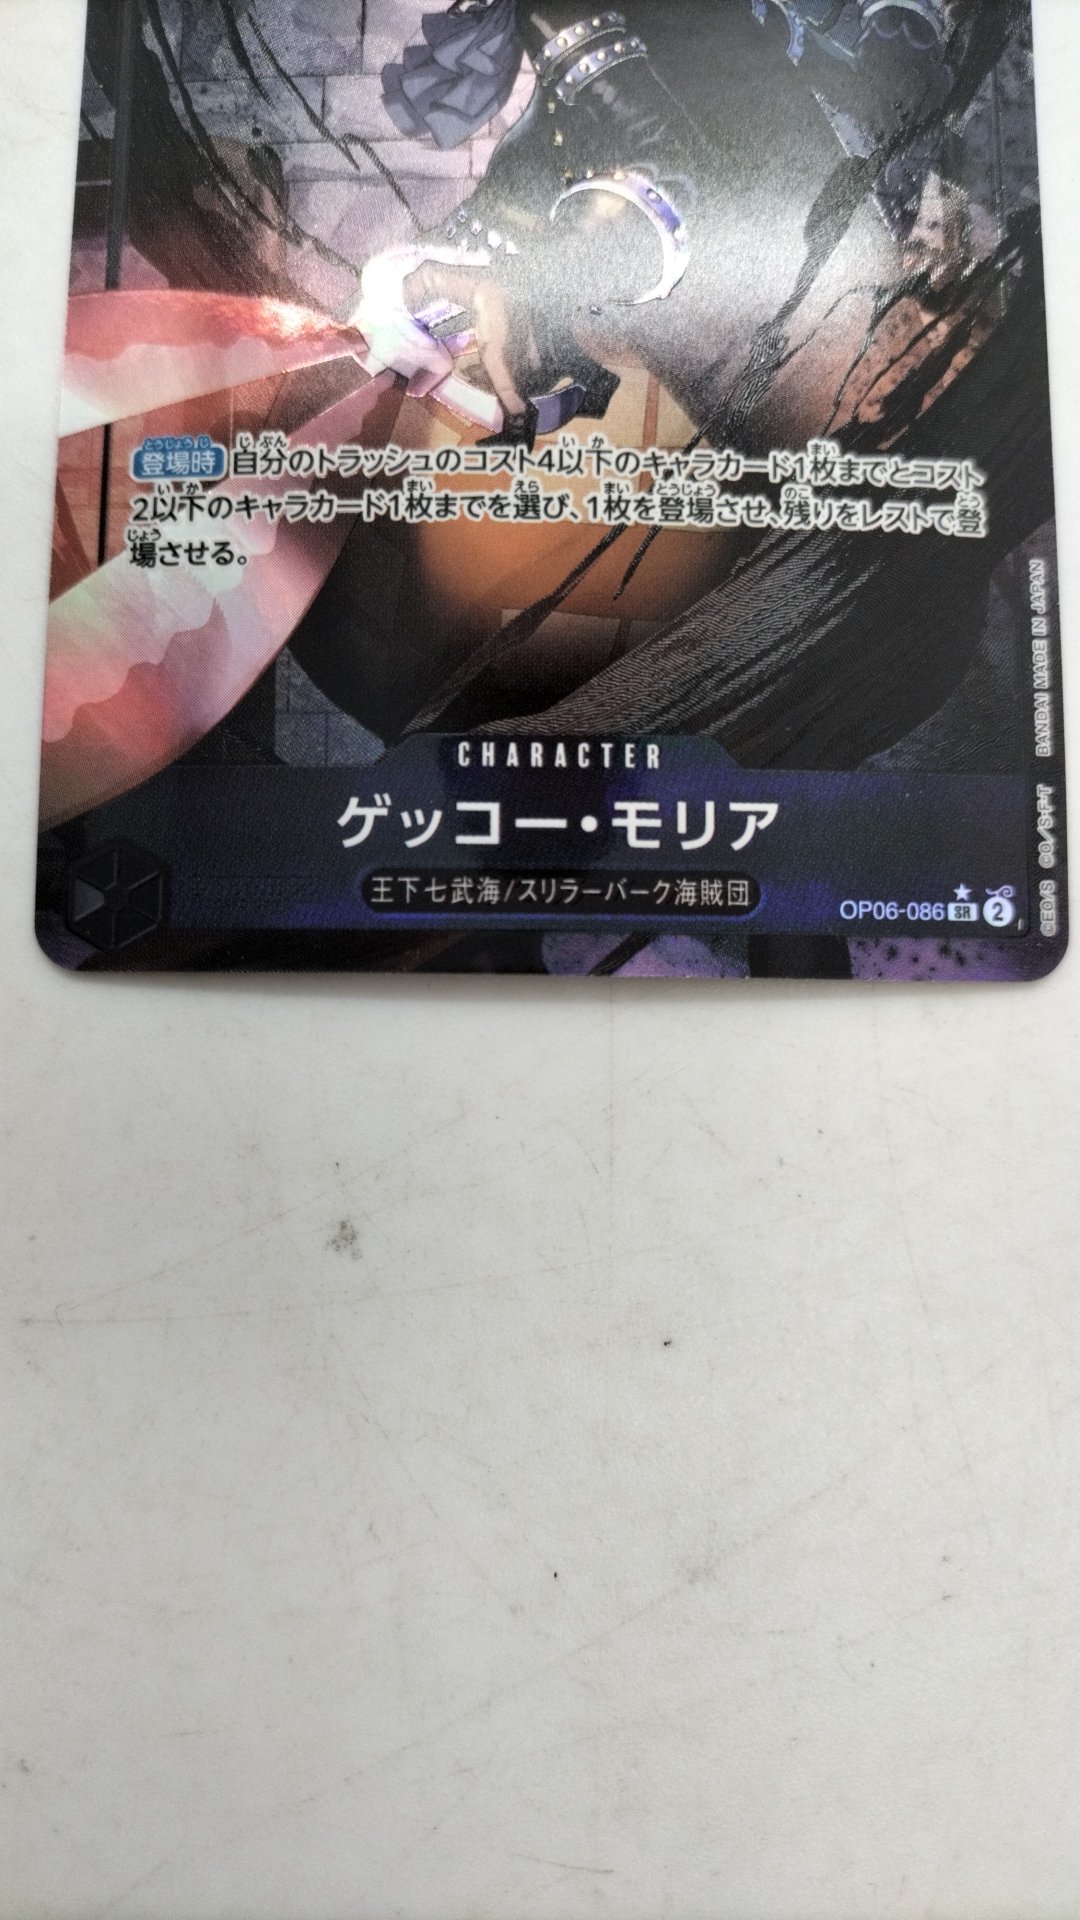 登場時 自分のトラッシュのコスト4以下のキャラカード1枚までとコスト
2以下のキャラカード1枚までを選び、1枚を登場させ、残りをレストで登
場させる。
CHARACTER
ゲッコー・モリア
王下七武海/スリラーバーク海賊団
OP06-086 SR ★ 2
©EO/S ©O/S･F･T BANDAI MADE IN JAPAN